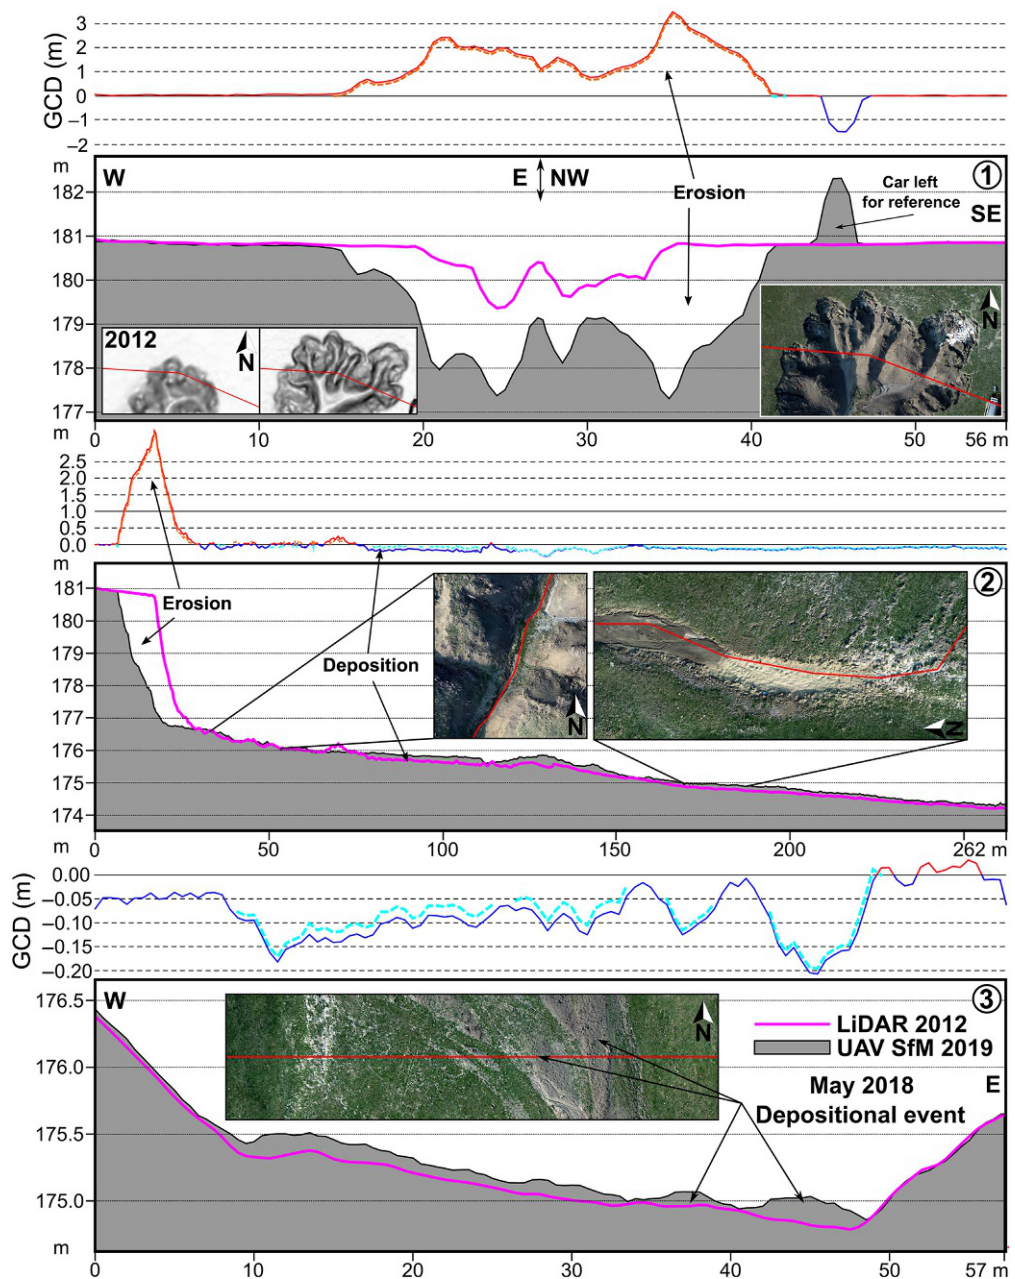 GCD (m)
3
2
1
0
−1
−2
m
182
181
180
179
178
177
m
W
E
NW
Erosion
Car left
for reference
1
SE
2012
N
N
0
10
20
30
40
50
56 m
2.5
2.0
1.5
1.0
0.5
0.0
m
181
180
179
178
177
176
175
174
m
Erosion
Deposition
N
N
2
0
50
100
150
200
262 m
GCD (m)
0.00
−0.05
−0.10
−0.15
−0.20
176.5
176.0
175.5
175.0
m
W
N
3
LiDAR 2012
UAV SfM 2019
E
May 2018
Depositional event
0
10
20
30
40
50
57 m